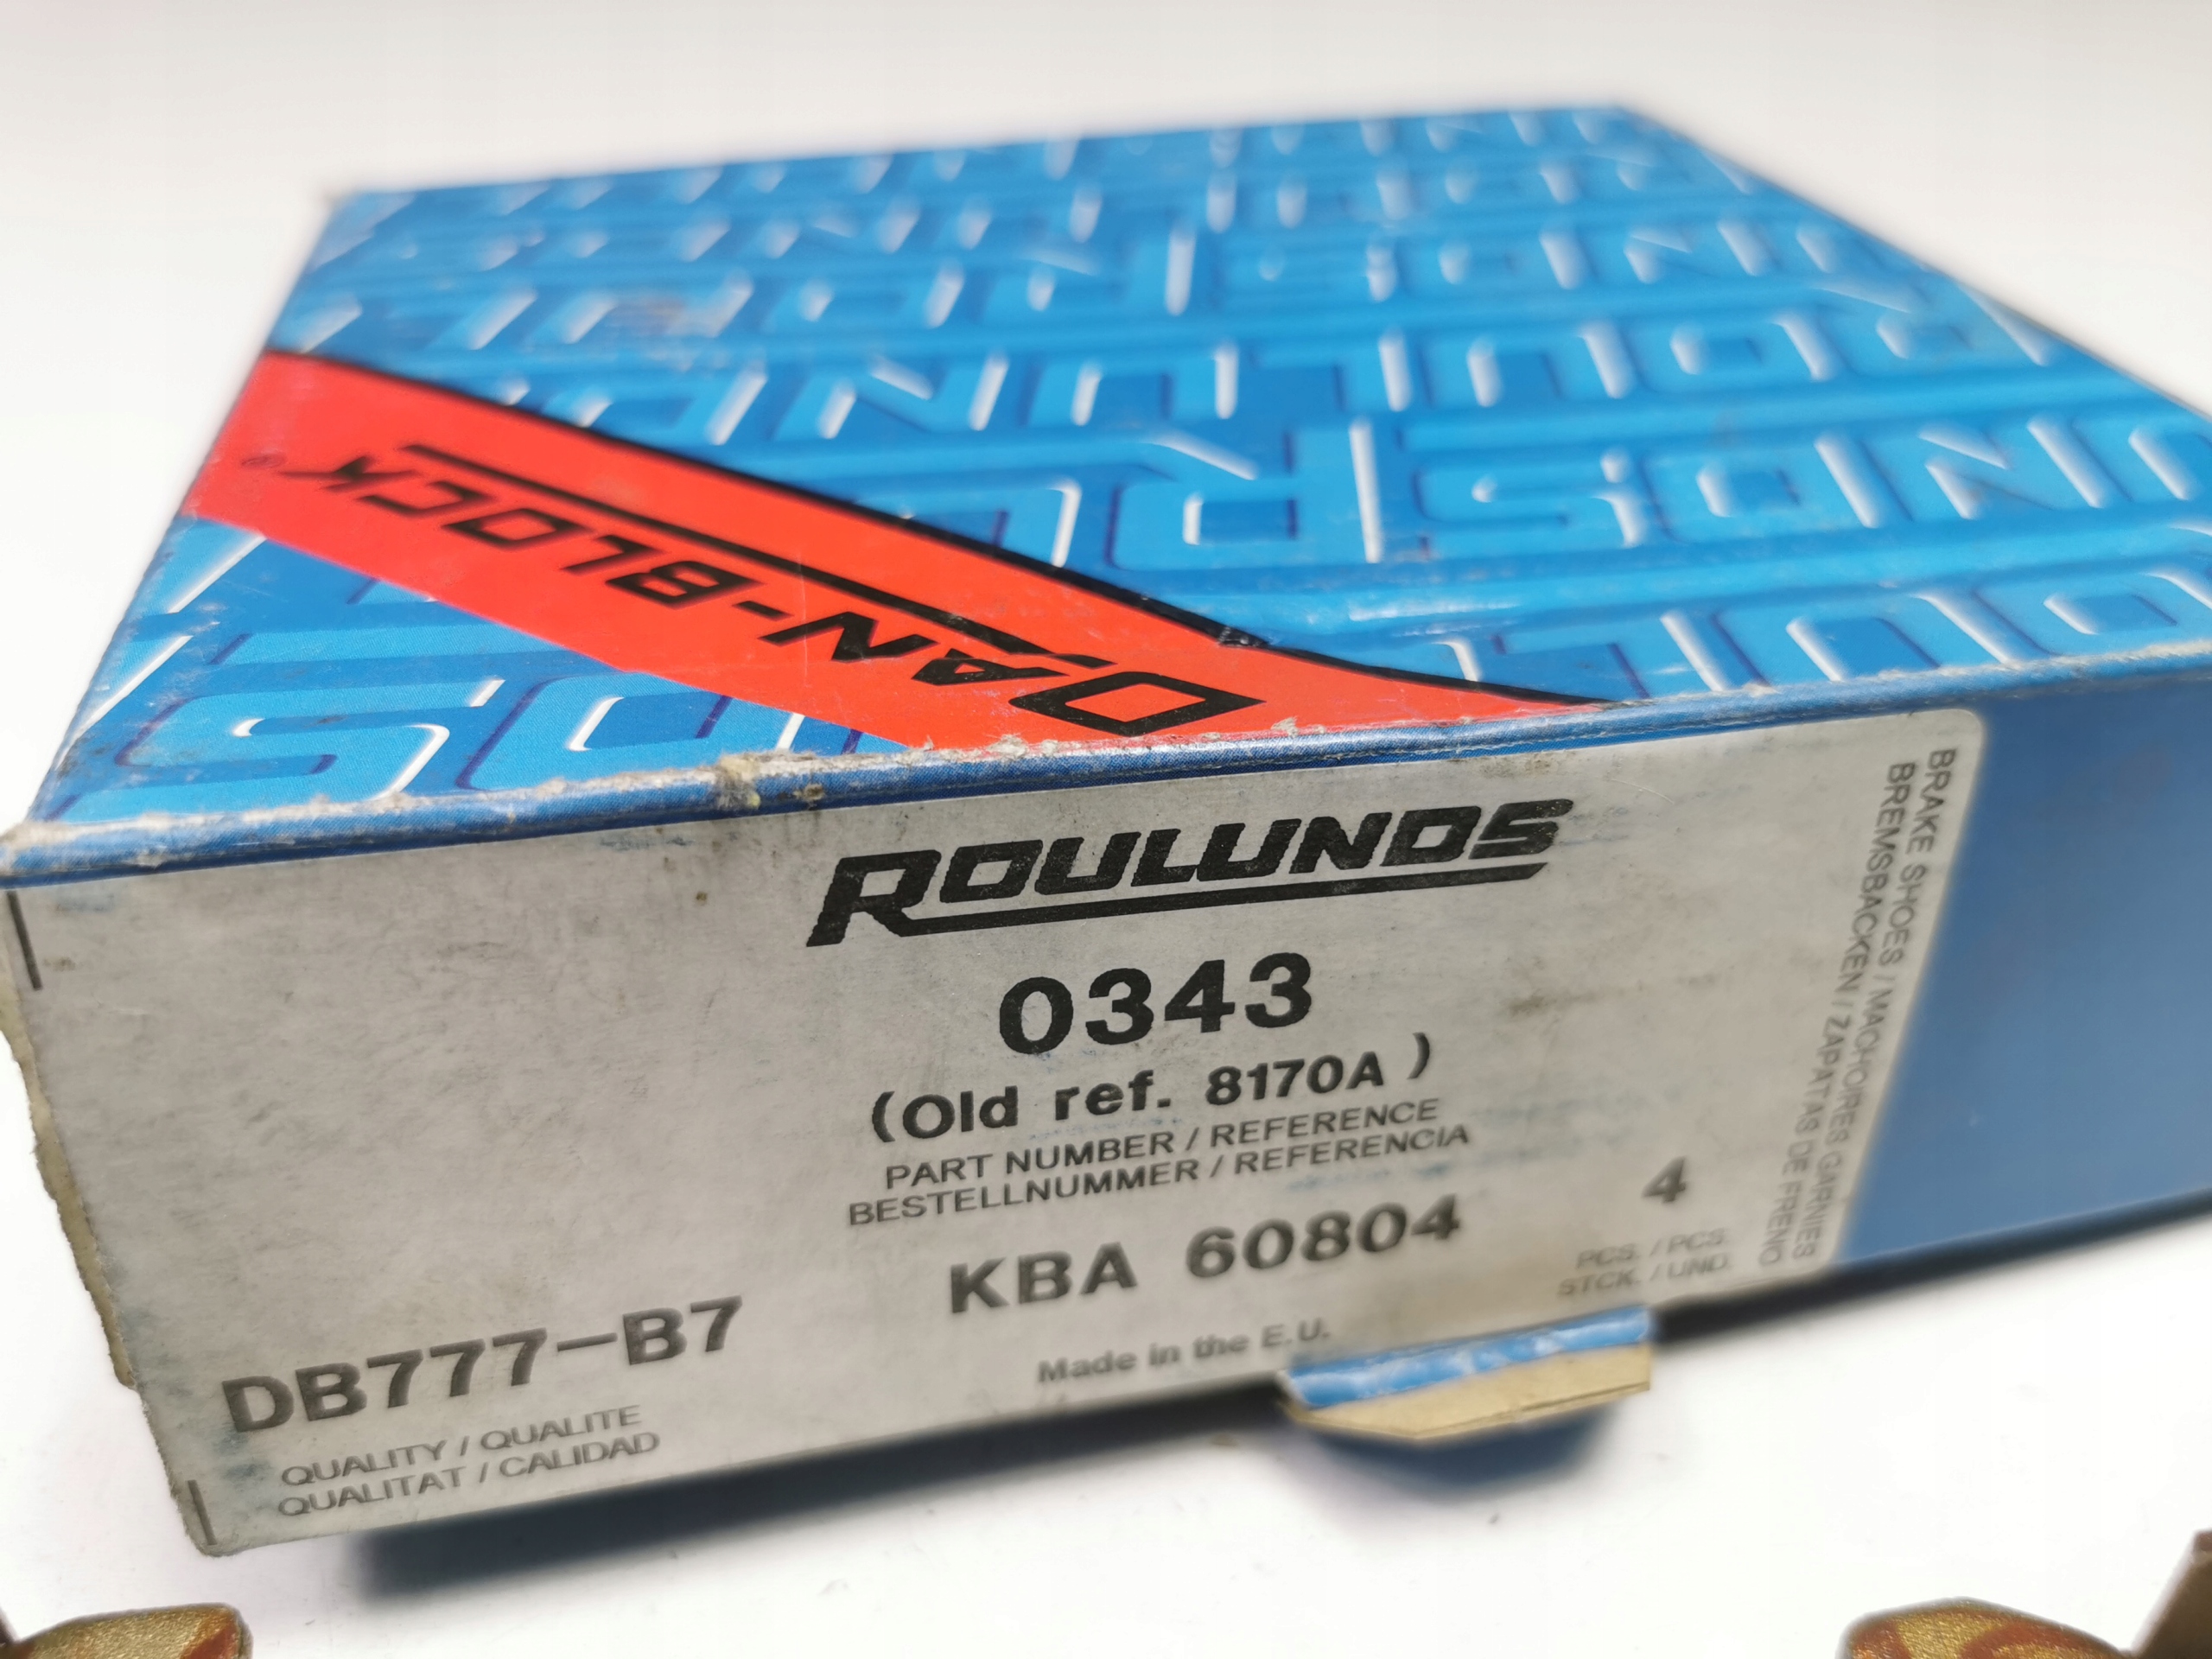 DAN-BLOCK®
ROULUNDS
0343
(Old ref. 8170A )
PART NUMBER / REFERENCE
BESTELLNUMMER / REFERENCIA
KBA 60804
4
PCS. / PCS.
STCK. / UND.
Made in the E.U.
DB777-B7
QUALITY / QUALITE
QUALITAT / CALIDAD
BRAKE SHOES / MACHOIRES GARNIES
BREMSBACKEN / ZAPATAS DE FRENO